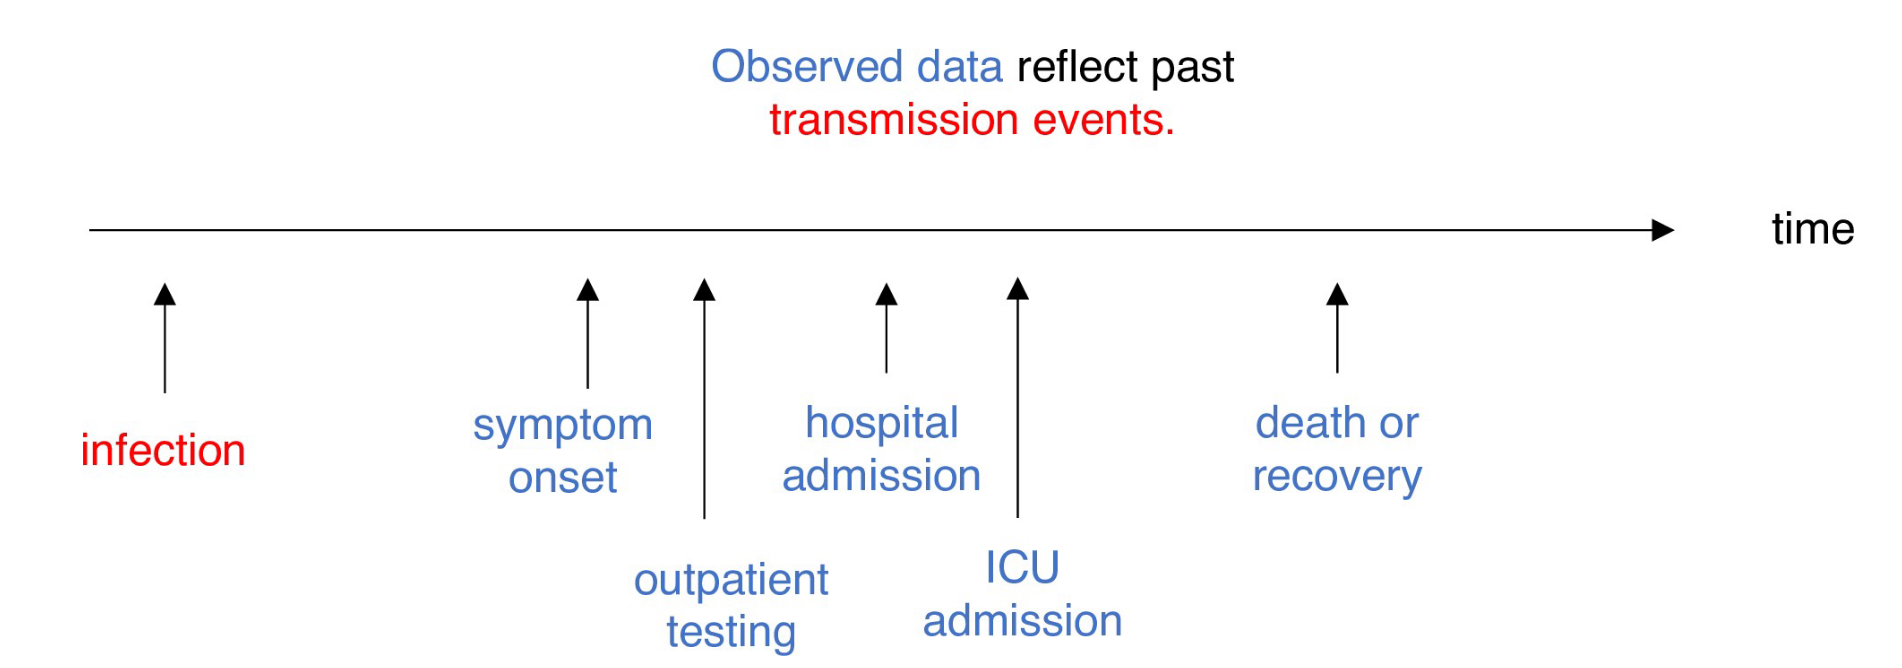 Observed data reflect past
transmission events.
time
infection
symptom
onset
outpatient
testing
hospital
admission
ICU
admission
death or
recovery